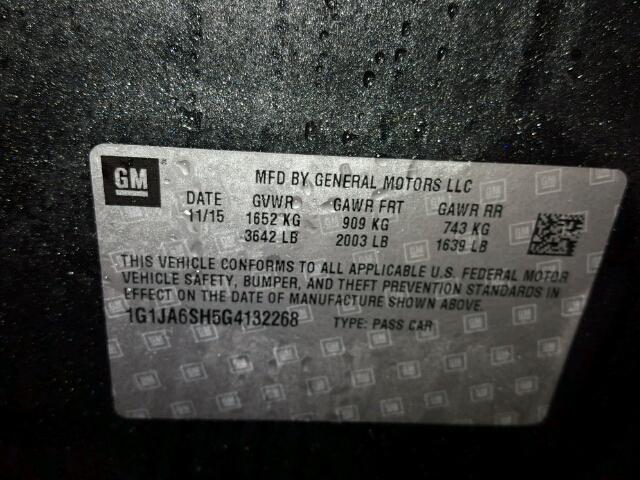 GM
MFD BY GENERAL MOTORS LLC
DATE GVWR GAWR FRT GAWR RR
11/15 1652 KG 909 KG 743 KG
3642 LB 2003 LB 1639 LB
THIS VEHICLE CONFORMS TO ALL APPLICABLE U.S. FEDERAL MOTOR
VEHICLE SAFETY, BUMPER, AND THEFT PREVENTION STANDARDS IN
EFFECT ON THE DATE OF MANUFACTURE SHOWN ABOVE.
1G1JA6SH5G4132268 TYPE: PASS CAR